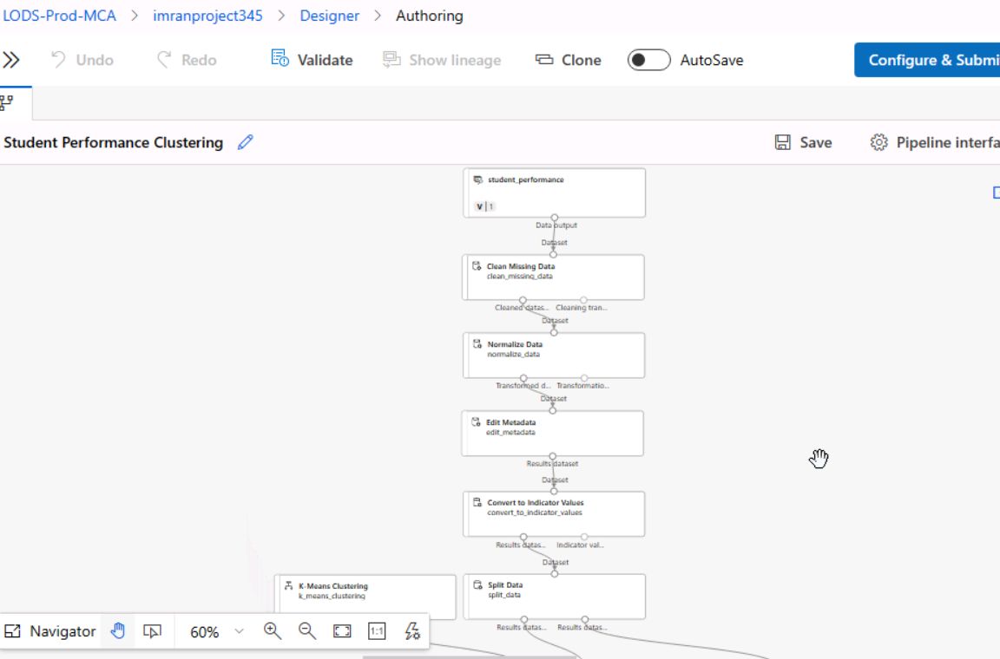 LODS-Prod-MCA > imranproject345 > Designer > Authoring
Undo Redo Validate Show lineage Clone AutoSave Configure & Submi
Student Performance Clustering Save Pipeline interfa
student_performance
V | 1
Data output
Dataset
Clean Missing Data
clean_missing_data
Cleaned datas... Cleaning tran...
Dataset
Normalize Data
normalize_data
Transformed d... Transformatio...
Dataset
Edit Metadata
edit_metadata
Results dataset
Dataset
Convert to Indicator Values
convert_to_indicator_values
Results datas... Indicator val...
Dataset
K-Means Clustering
k_means_clustering
Split Data
split_data
Results datas... Results datas...
Navigator 60% 1:1